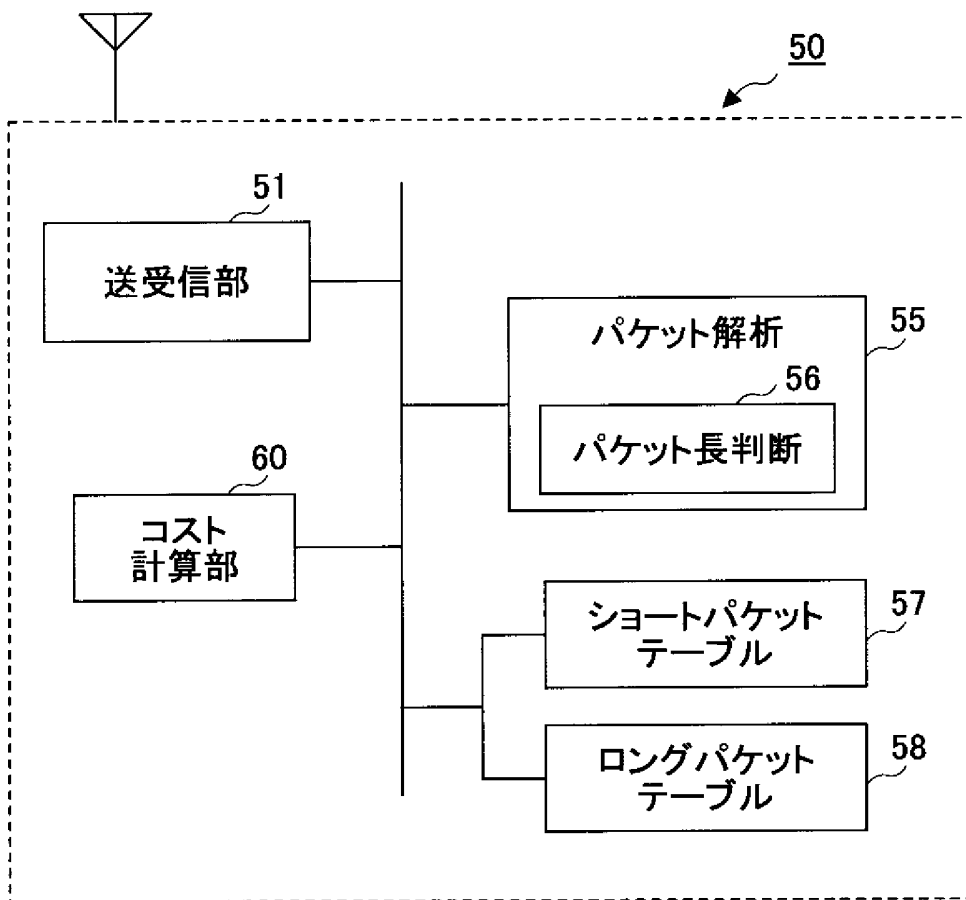 50
51
送受信部
パケット解析
55
56
パケット長判断
60
コスト
計算部
ショートパケット
テーブル
57
ロングパケット
テーブル
58